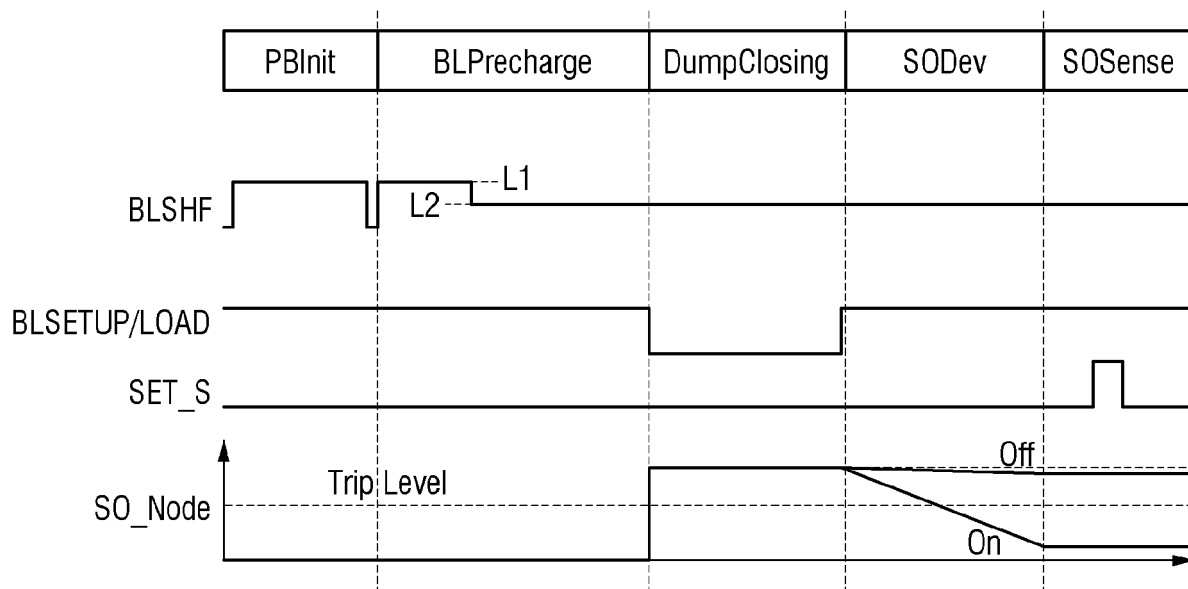 PBInit BLPrecharge DumpClosing SODev SOSense
L1
L2
BLSHF
BLSETUP/LOAD
SET_S
Off
Trip Level
SO_Node
On